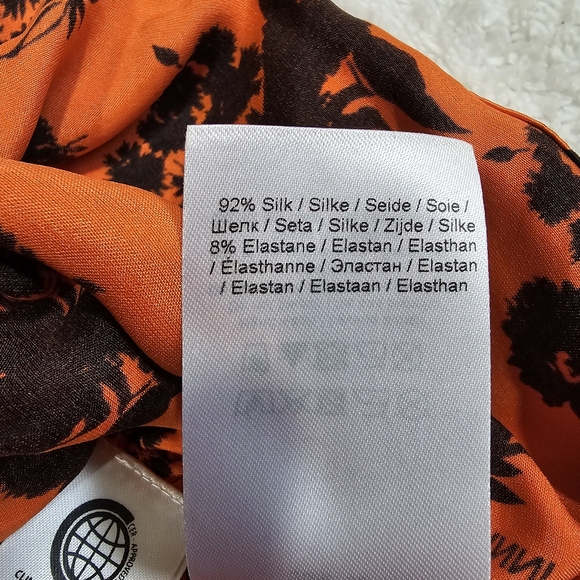 92% Silk / Silke / Seide / Soie /
Шелк / Seta / Silke / Zijde / Silke
8% Elastane / Elastan / Elasthan
/ Élasthanne / Эластан / Elastan
/ Elastan / Elastaan / Elasthan